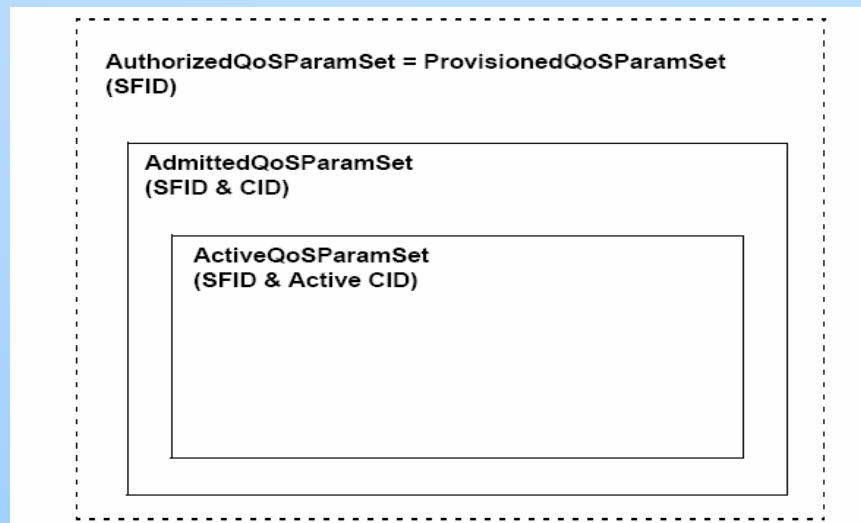 AuthorizedQoSParamSet = ProvisionedQoSParamSet
(SFID)
AdmittedQoSParamSet
(SFID & CID)
ActiveQoSParamSet
(SFID & Active CID)